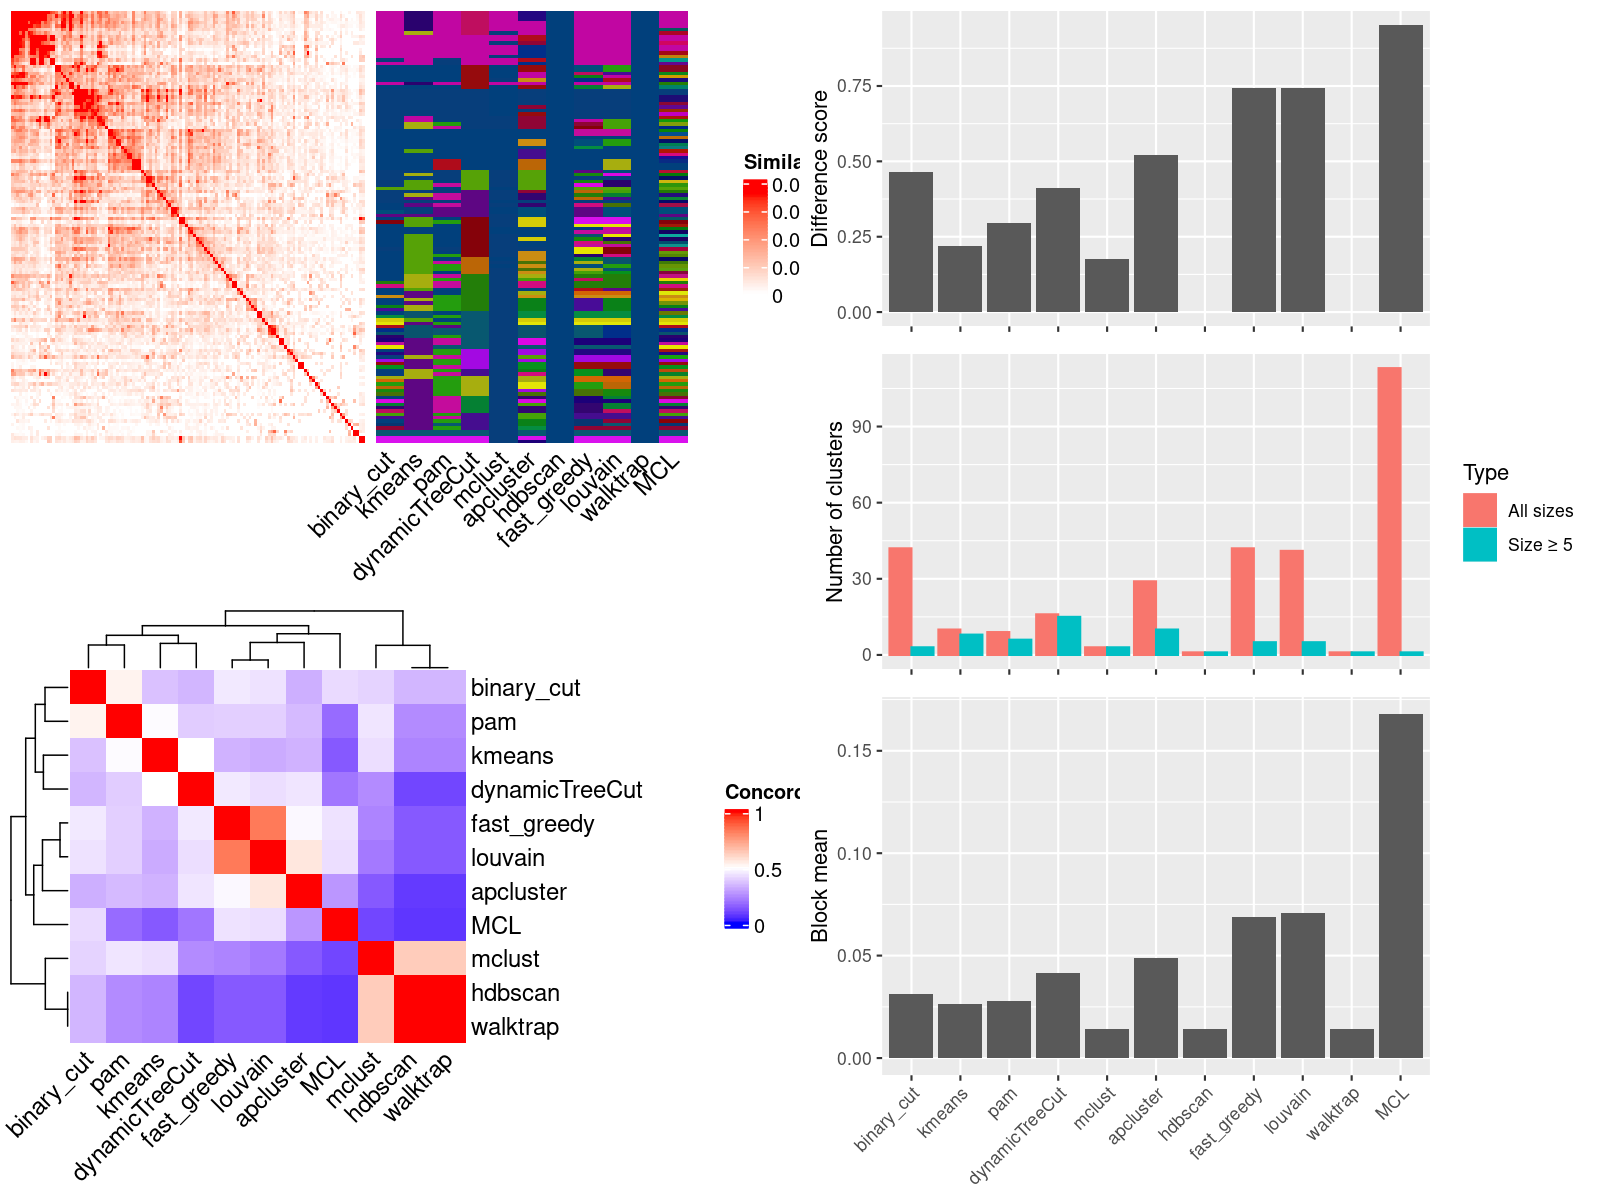 Simila
0.0
0.0
0.0
0.0
0
binary_cut
kmeans
pam
dynamicTreeCut
mclust
apcluster
hdbscan
fast_greedy
louvain
walktrap
MCL
binary_cut
pam
kmeans
dynamicTreeCut
fast_greedy
louvain
apcluster
MCL
mclust
hdbscan
walktrap
binary_cut
pam
kmeans
dynamicTreeCut
fast_greedy
louvain
apcluster
MCL
mclust
hdbscan
walktrap
Concord
1
0.5
0
Difference score
0.75
0.50
0.25
0.00
Number of clusters
90
60
30
0
Type
All sizes
Size ≥ 5
Block mean
0.15
0.10
0.05
0.00
binary_cut
kmeans
pam
dynamicTreeCut
mclust
apcluster
hdbscan
fast_greedy
louvain
walktrap
MCL